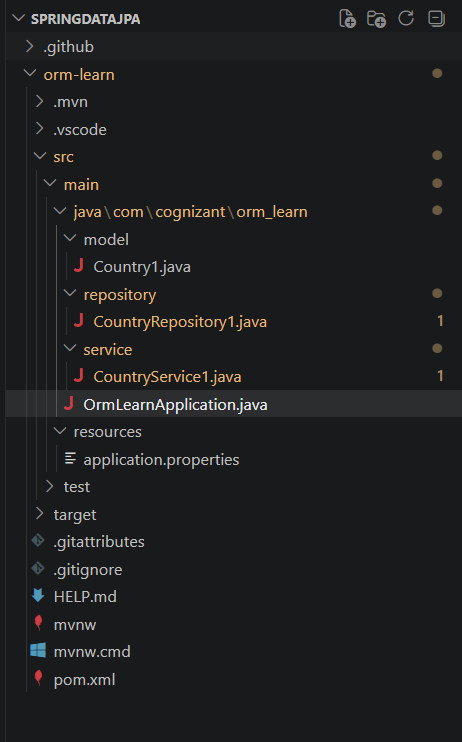 SPRINGDATAJPA
.github
orm-learn
.mvn
.vscode
src
main
java\com\cognizant\orm_learn
model
Country1.java
repository
CountryRepository1.java 1
service
CountryService1.java 1
OrmLearnApplication.java
resources
application.properties
test
target
.gitattributes
.gitignore
HELP.md
mvnw
mvnw.cmd
pom.xml